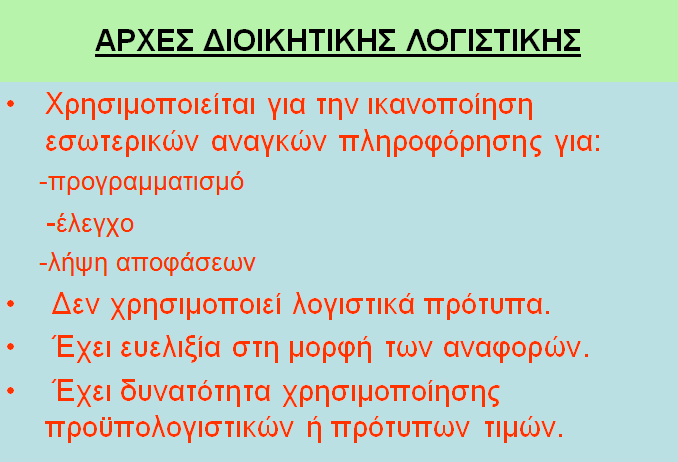 ΑΡΧΕΣ ΔΙΟΙΚΗΤΙΚΗΣ ΛΟΓΙΣΤΙΚΗΣ
• Χρησιμοποιείται για την ικανοποίηση
εσωτερικών αναγκών πληροφόρησης για:
-προγραμματισμό
-έλεγχο
-λήψη αποφάσεων
• Δεν χρησιμοποιεί λογιστικά πρότυπα.
• Έχει ευελιξία στη μορφή των αναφορών.
• Έχει δυνατότητα χρησιμοποίησης
προϋπολογιστικών ή πρότυπων τιμών.